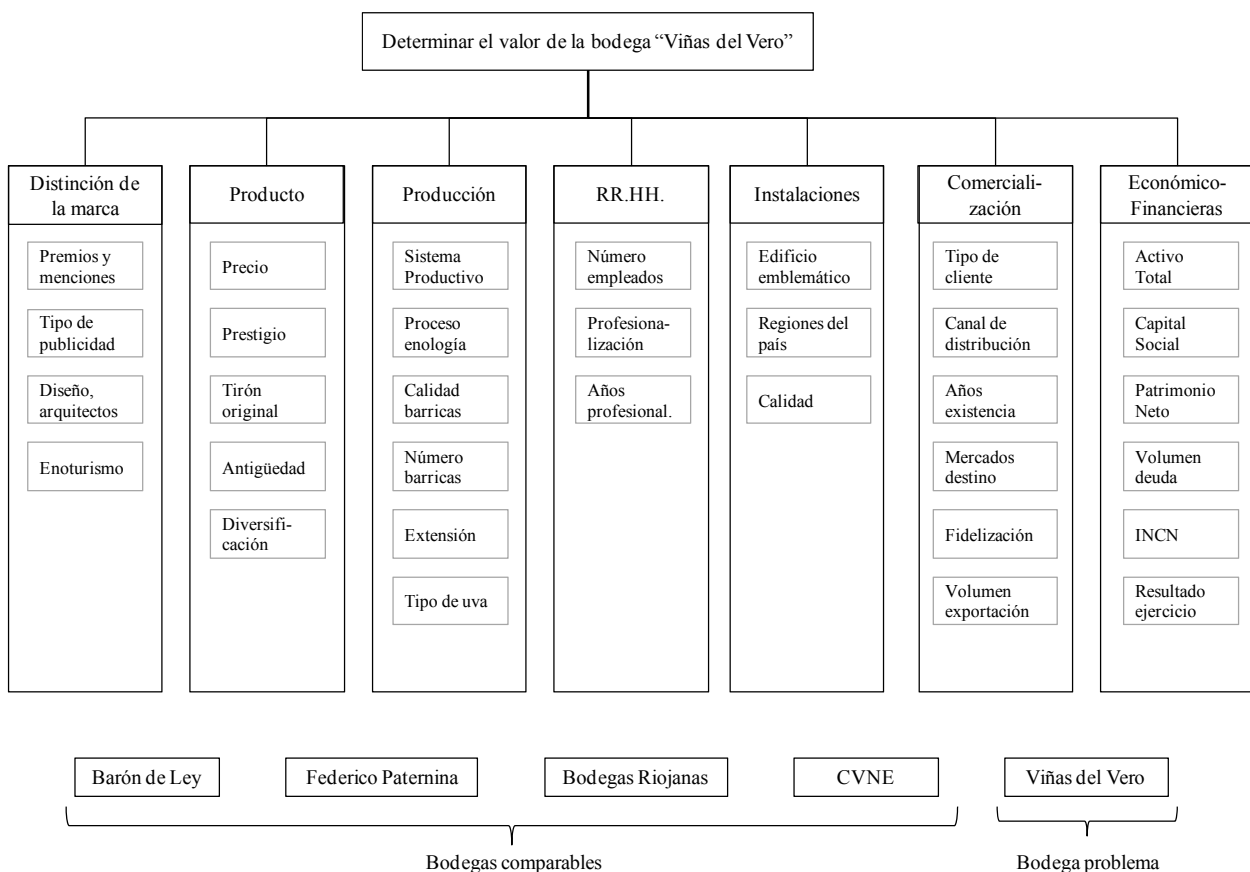 Determinar el valor de la bodega “Viñas del Vero”
Distinción de
la marca
Premios y
menciones
Tipo de
publicidad
Diseño,
arquitectos
Enoturismo
Producto
Precio
Prestigio
Tirón
original
Antigüedad
Diversifi-
cación
Producción
Sistema
Productivo
Proceso
enología
Calidad
barricas
Número
barricas
Extensión
Tipo de uva
RR.HH.
Número
empleados
Profesiona-
lización
Años
profesional.
Instalaciones
Edificio
emblemático
Regiones del
país
Calidad
Comerciali-
zación
Tipo de
cliente
Canal de
distribución
Años
existencia
Mercados
destino
Fidelización
Volumen
exportación
Económico-
Financieras
Activo
Total
Capital
Social
Patrimonio
Neto
Volumen
deuda
INCN
Resultado
ejercicio
Barón de Ley
Federico Paternina
Bodegas Riojanas
CVNE
Viñas del Vero
Bodegas comparables
Bodega problema